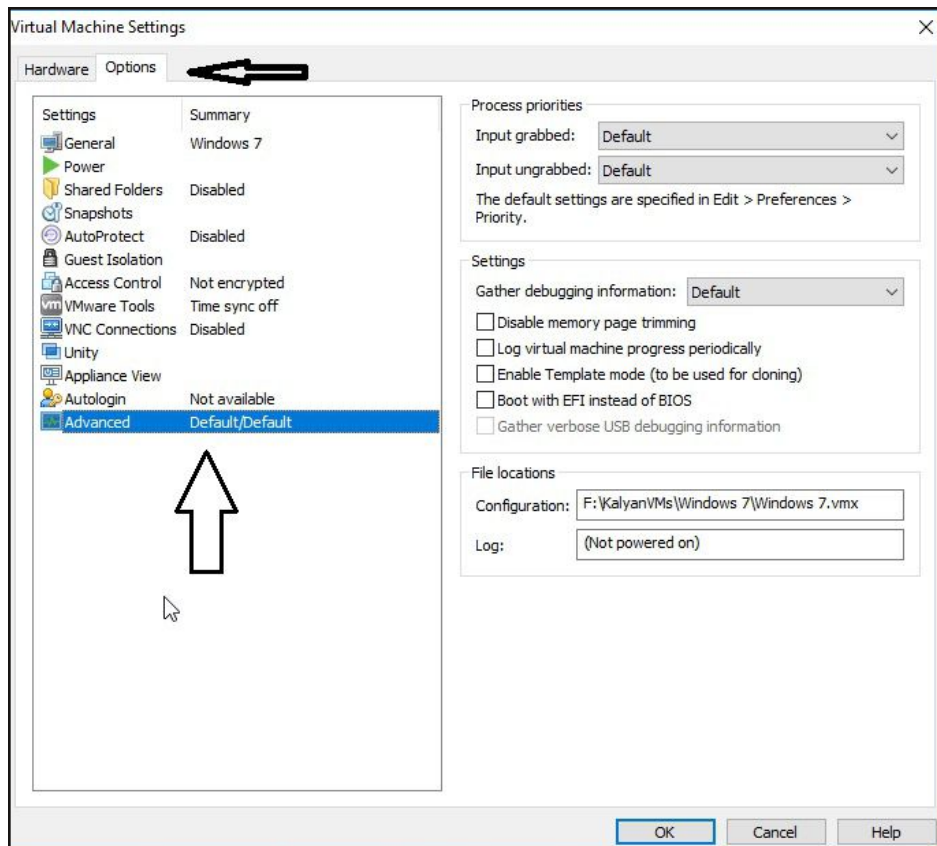 Virtual Machine Settings
Hardware Options
Settings Summary
General Windows 7
Power
Shared Folders Disabled
Snapshots
AutoProtect Disabled
Guest Isolation
Access Control Not encrypted
VMware Tools Time sync off
VNC Connections Disabled
Unity
Appliance View
Autologin Not available
Advanced Default/Default
Process priorities
Input grabbed: Default
Input ungrabbed: Default
The default settings are specified in Edit > Preferences >
Priority.
Settings
Gather debugging information: Default
Disable memory page trimming
Log virtual machine progress periodically
Enable Template mode (to be used for cloning)
Boot with EFI instead of BIOS
Gather verbose USB debugging information
File locations
Configuration: F:\KalyanVMs\Windows 7\Windows 7.vmx
Log: (Not powered on)
OK Cancel Help